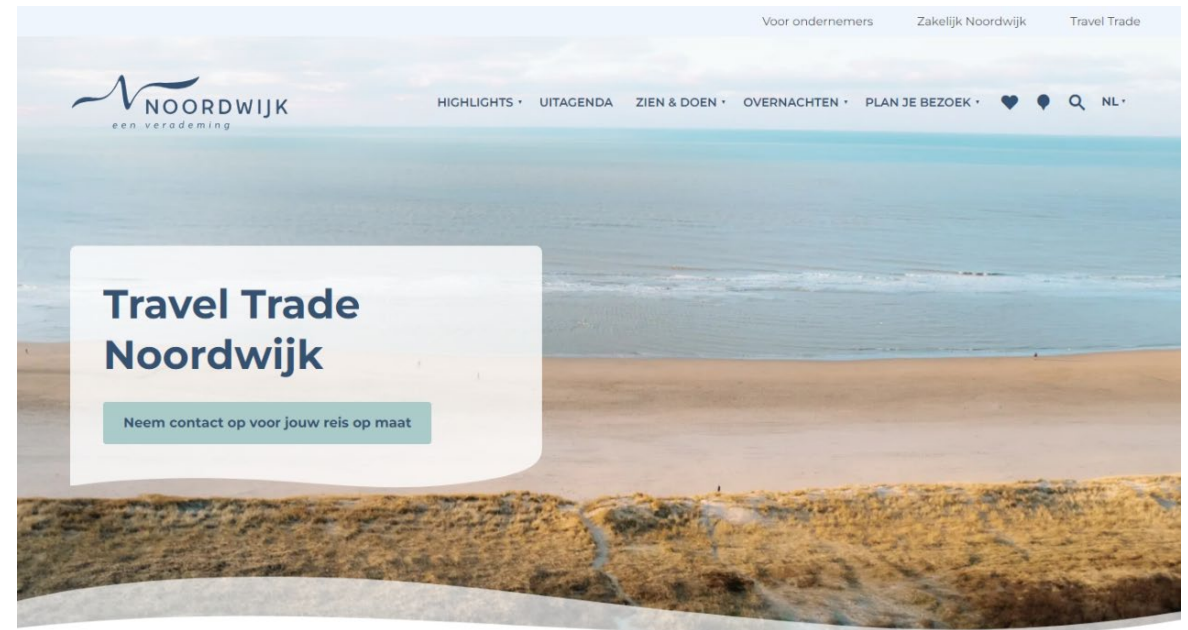 Voor ondernemers Zakelijk Noordwijk Travel Trade
NOORDWIJK
een verademing
HIGHLIGHTS UITAGENDA ZIEN & DOEN OVERNACHTEN PLAN JE BEZOEK NL
Travel Trade
Noordwijk
Neem contact op voor jouw reis op maat